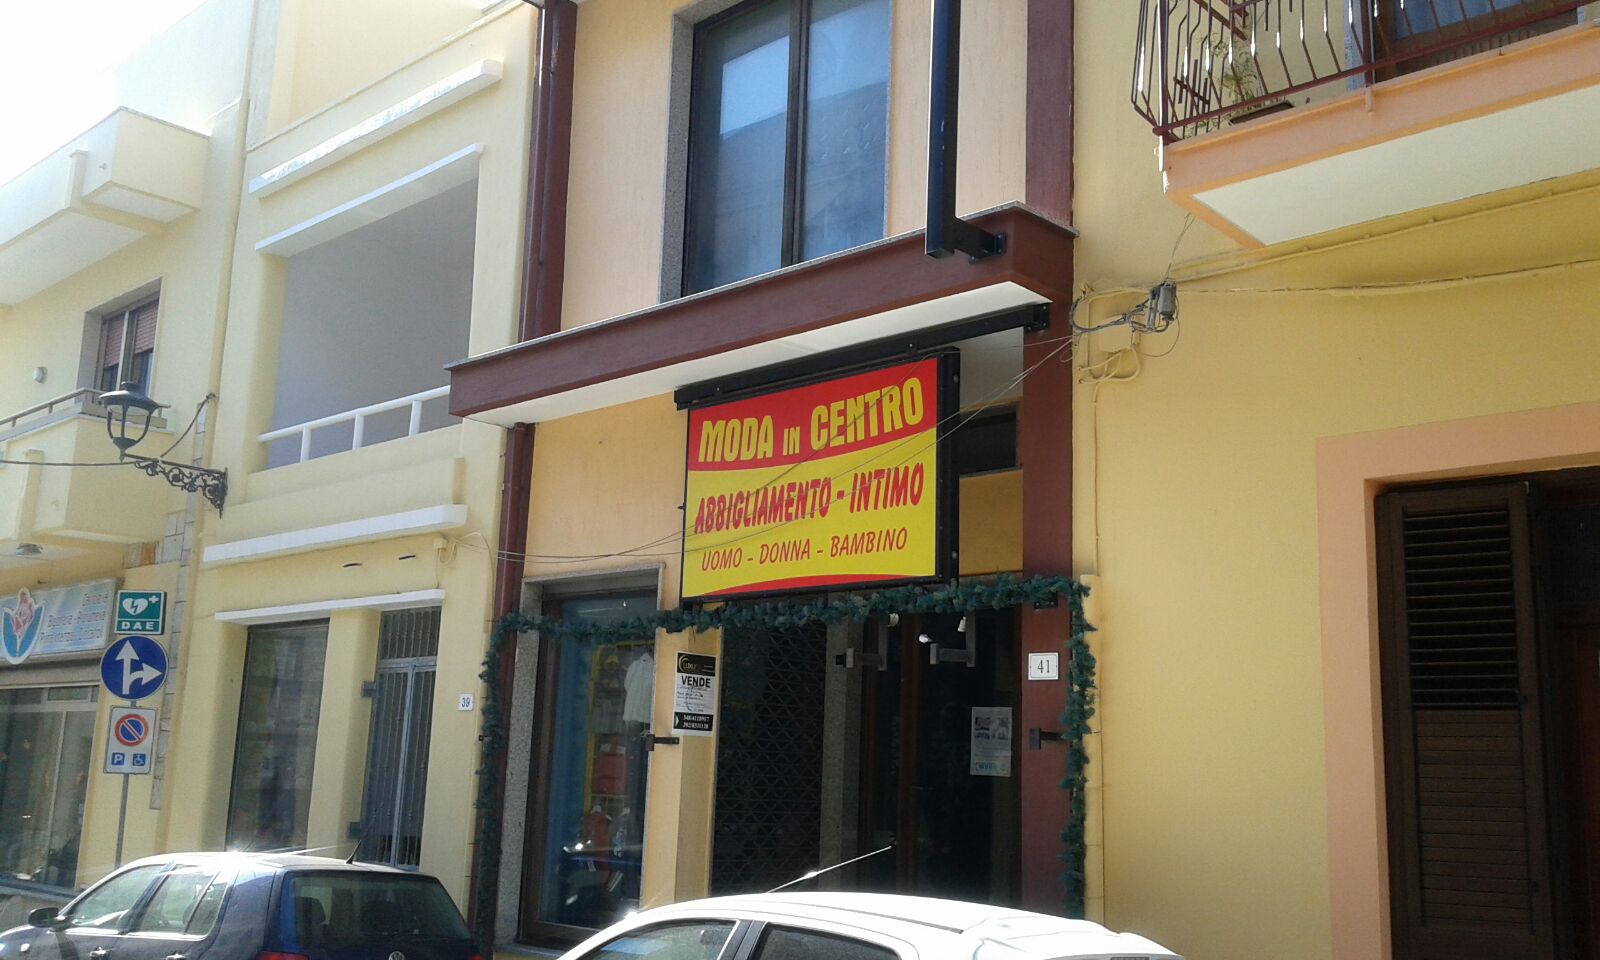 MODA IN CENTRO
ABBIGLIAMENTO - INTIMO
UOMO - DONNA - BAMBINO
41
39
VENDE
DAE
P